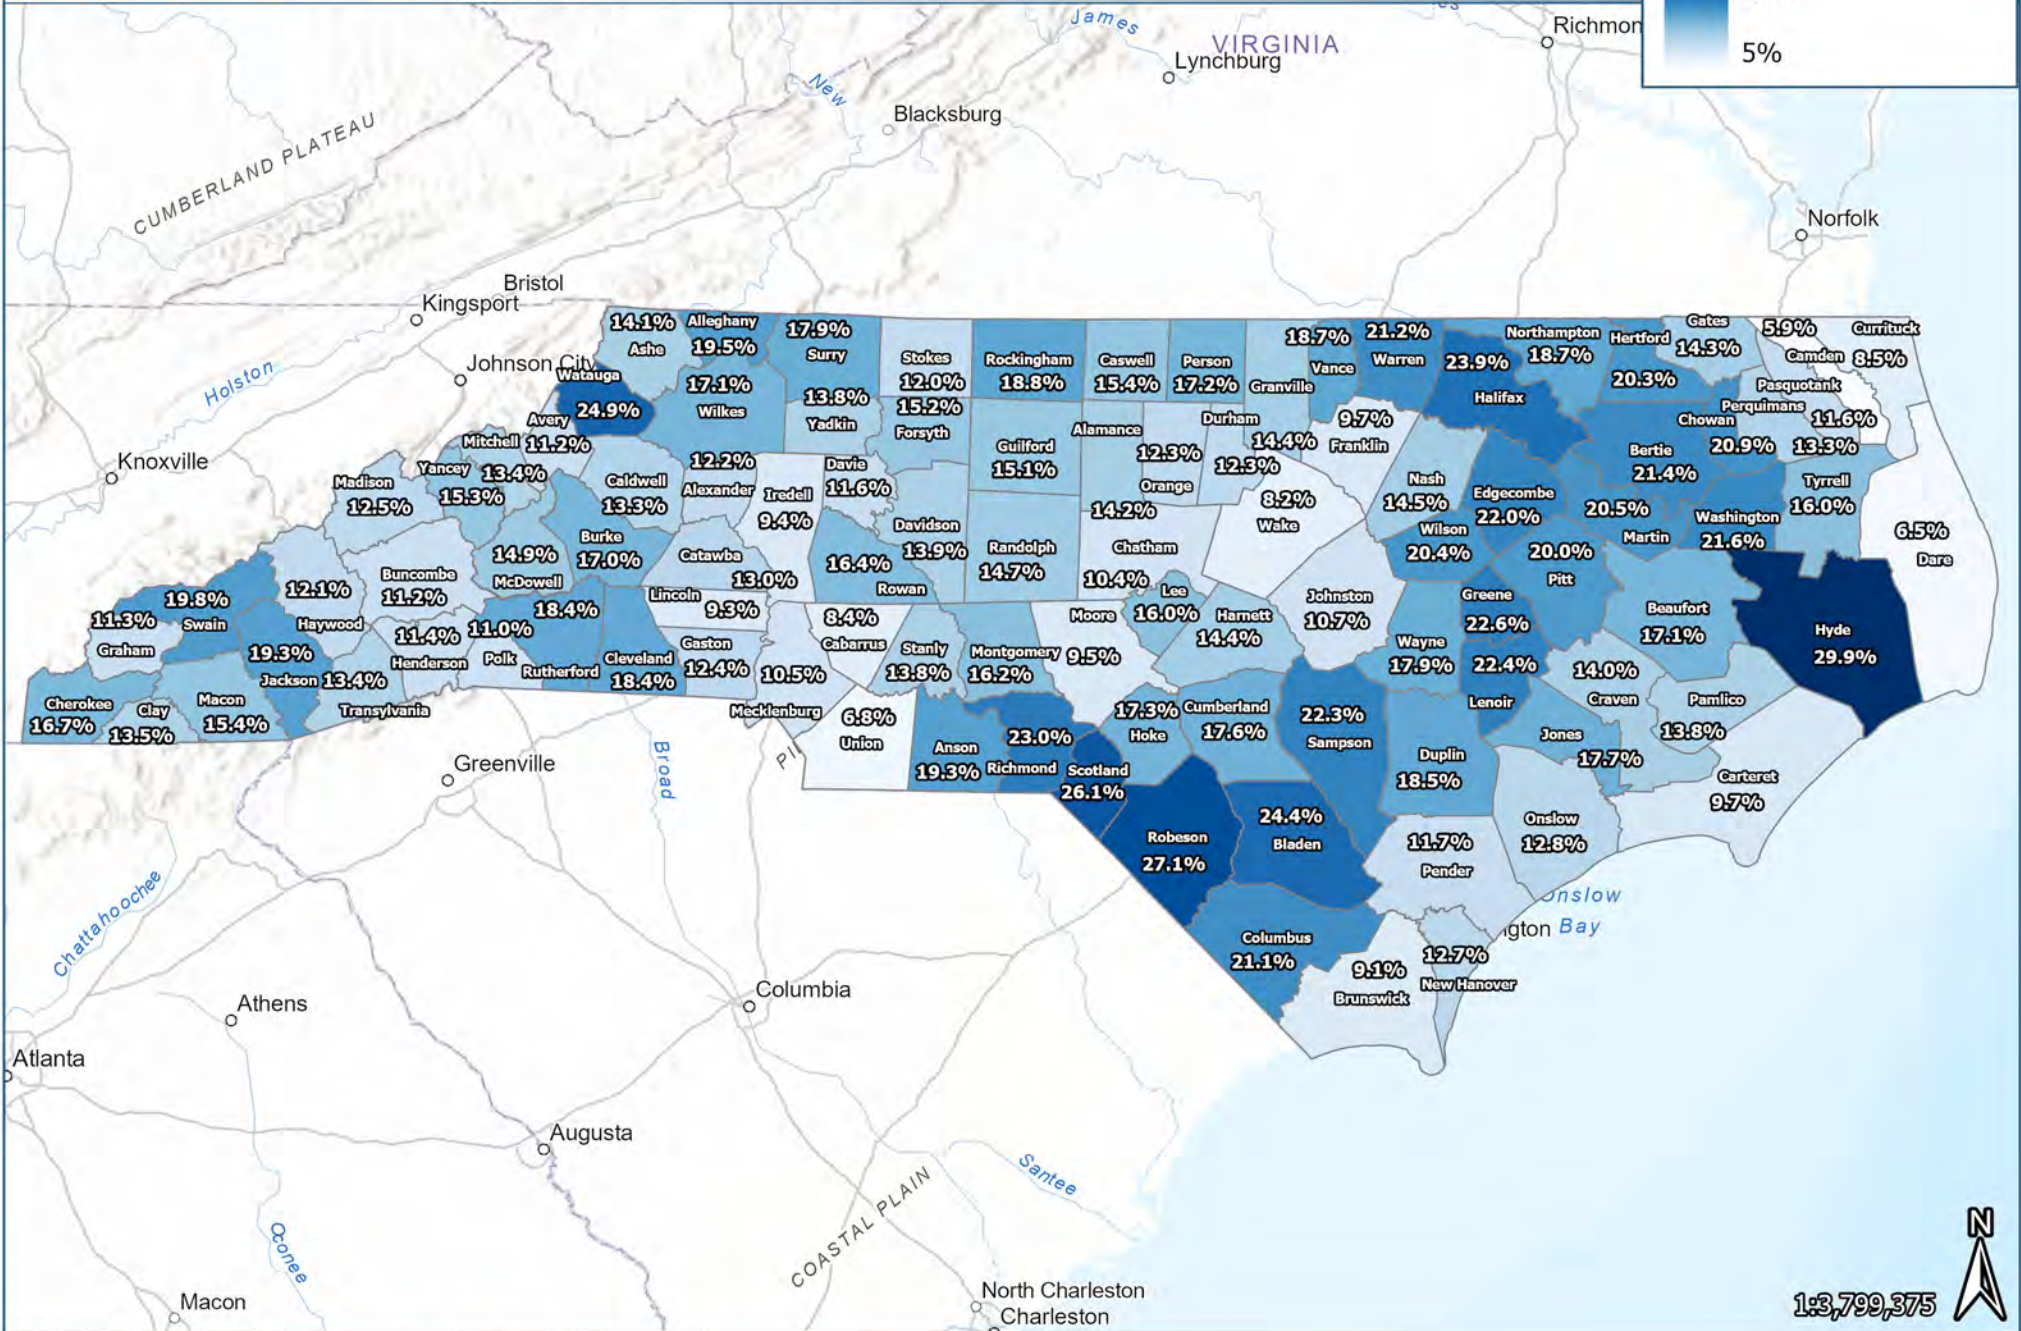 James
VIRGINIA
Richmon
5%
Lynchburg
New
Blacksburg
CUMBERLAND PLATEAU
Norfolk
Bristol
Kingsport
Johnson City
Holston
Knoxville
14.1%
Ashe
Alleghany
19.5%
17.9%
Surry
Stokes
12.0%
Rockingham
18.8%
Caswell
15.4%
Person
17.2%
Granville
14.4%
18.7%
Vance
21.2%
Warren
23.9%
Halifax
Northampton
18.7%
Hertford
20.3%
Gates
14.3%
5.9%
Camden
Currituck
8.5%
Pasquotank
11.6%
Perquimans
13.3%
Chowan
20.9%
Watauga
24.9%
17.1%
Wilkes
13.8%
Yadkin
15.2%
Forsyth
Guilford
15.1%
Alamance
14.2%
12.3%
Orange
Durham
12.3%
9.7%
Franklin
Nash
14.5%
Edgecombe
22.0%
Bertie
21.4%
20.5%
Martin
Washington
21.6%
Tyrrell
16.0%
6.5%
Dare
Avery
11.2%
Mitchell
13.4%
Yancey
15.3%
Madison
12.5%
Caldwell
13.3%
12.2%
Alexander
Iredell
9.4%
Davie
11.6%
Davidson
13.9%
Randolph
14.7%
Chatham
10.4%
8.2%
Wake
Wilson
20.4%
20.0%
Pitt
Beaufort
17.1%
Hyde
29.9%
Burke
17.0%
14.9%
McDowell
Buncombe
11.2%
12.1%
Haywood
Catawba
13.0%
16.4%
Rowan
Lincoln
9.3%
8.4%
Cabarrus
Stanly
13.8%
Montgomery
16.2%
Moore
9.5%
Lee
16.0%
Harnett
14.4%
Johnston
10.7%
Wayne
17.9%
Greene
22.6%
22.4%
Lenoir
14.0%
Craven
Pamlico
13.8%
19.8%
Swain
11.3%
Graham
19.3%
Jackson
13.4%
Transylvania
11.4%
Henderson
11.0%
Polk
18.4%
Rutherford
Cleveland
18.4%
Gaston
12.4%
10.5%
Mecklenburg
Cherokee
16.7%
Clay
13.5%
Macon
15.4%
6.8%
Union
Anson
19.3%
23.0%
Richmond
Scotland
26.1%
17.3%
Hoke
Cumberland
17.6%
22.3%
Sampson
Duplin
18.5%
Jones
17.7%
Carteret
9.7%
Onslow
12.8%
Robeson
27.1%
24.4%
Bladen
11.7%
Pender
Columbus
21.1%
9.1%
Brunswick
12.7%
New Hanover
Onslow
Bay
ngton
PI
Greenville
Broad
Chattahoochee
Athens
Columbia
Atlanta
Augusta
Santee
COASTAL PLAIN
Oconee
Macon
North Charleston
Charleston
N
1:3,799,375